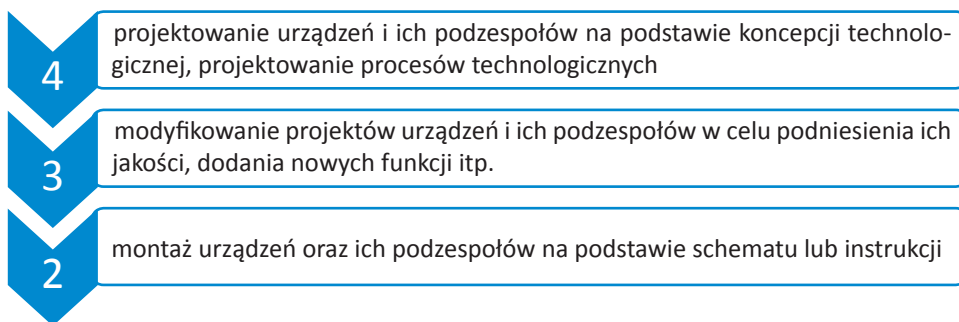 4
projektowanie urządzeń i ich podzespołów na podstawie koncepcji technolo-
gicznej, projektowanie procesów technologicznych
3
modyfikowanie projektów urządzeń i ich podzespołów w celu podniesienia ich
jakości, dodania nowych funkcji itp.
2
montaż urządzeń oraz ich podzespołów na podstawie schematu lub instrukcji